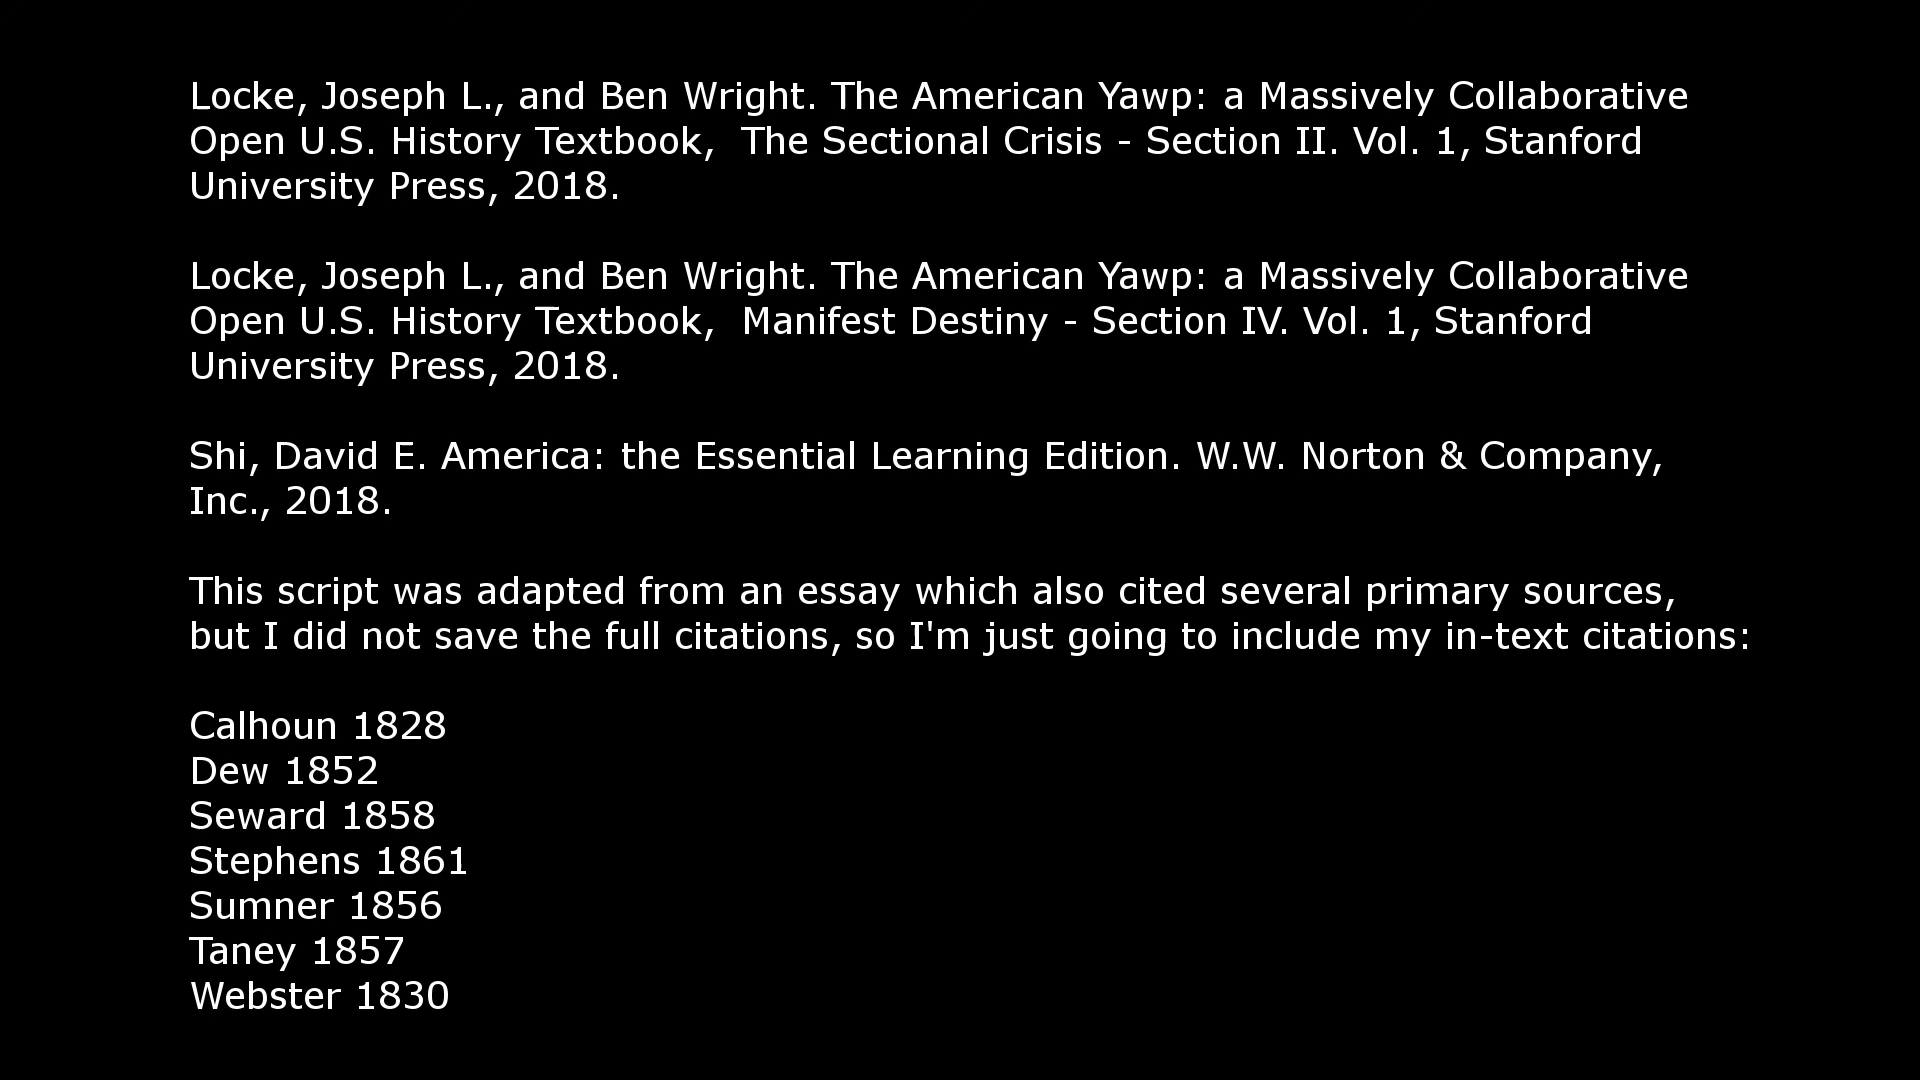 Locke, Joseph L., and Ben Wright. The American Yawp: a Massively Collaborative
Open U.S. History Textbook,  The Sectional Crisis - Section II. Vol. 1, Stanford
University Press, 2018.
Locke, Joseph L., and Ben Wright. The American Yawp: a Massively Collaborative
Open U.S. History Textbook,  Manifest Destiny - Section IV. Vol. 1, Stanford
University Press, 2018.
Shi, David E. America: the Essential Learning Edition. W.W. Norton & Company,
Inc., 2018.
This script was adapted from an essay which also cited several primary sources,
but I did not save the full citations, so I'm just going to include my in-text citations:
Calhoun 1828
Dew 1852
Seward 1858
Stephens 1861
Sumner 1856
Taney 1857
Webster 1830